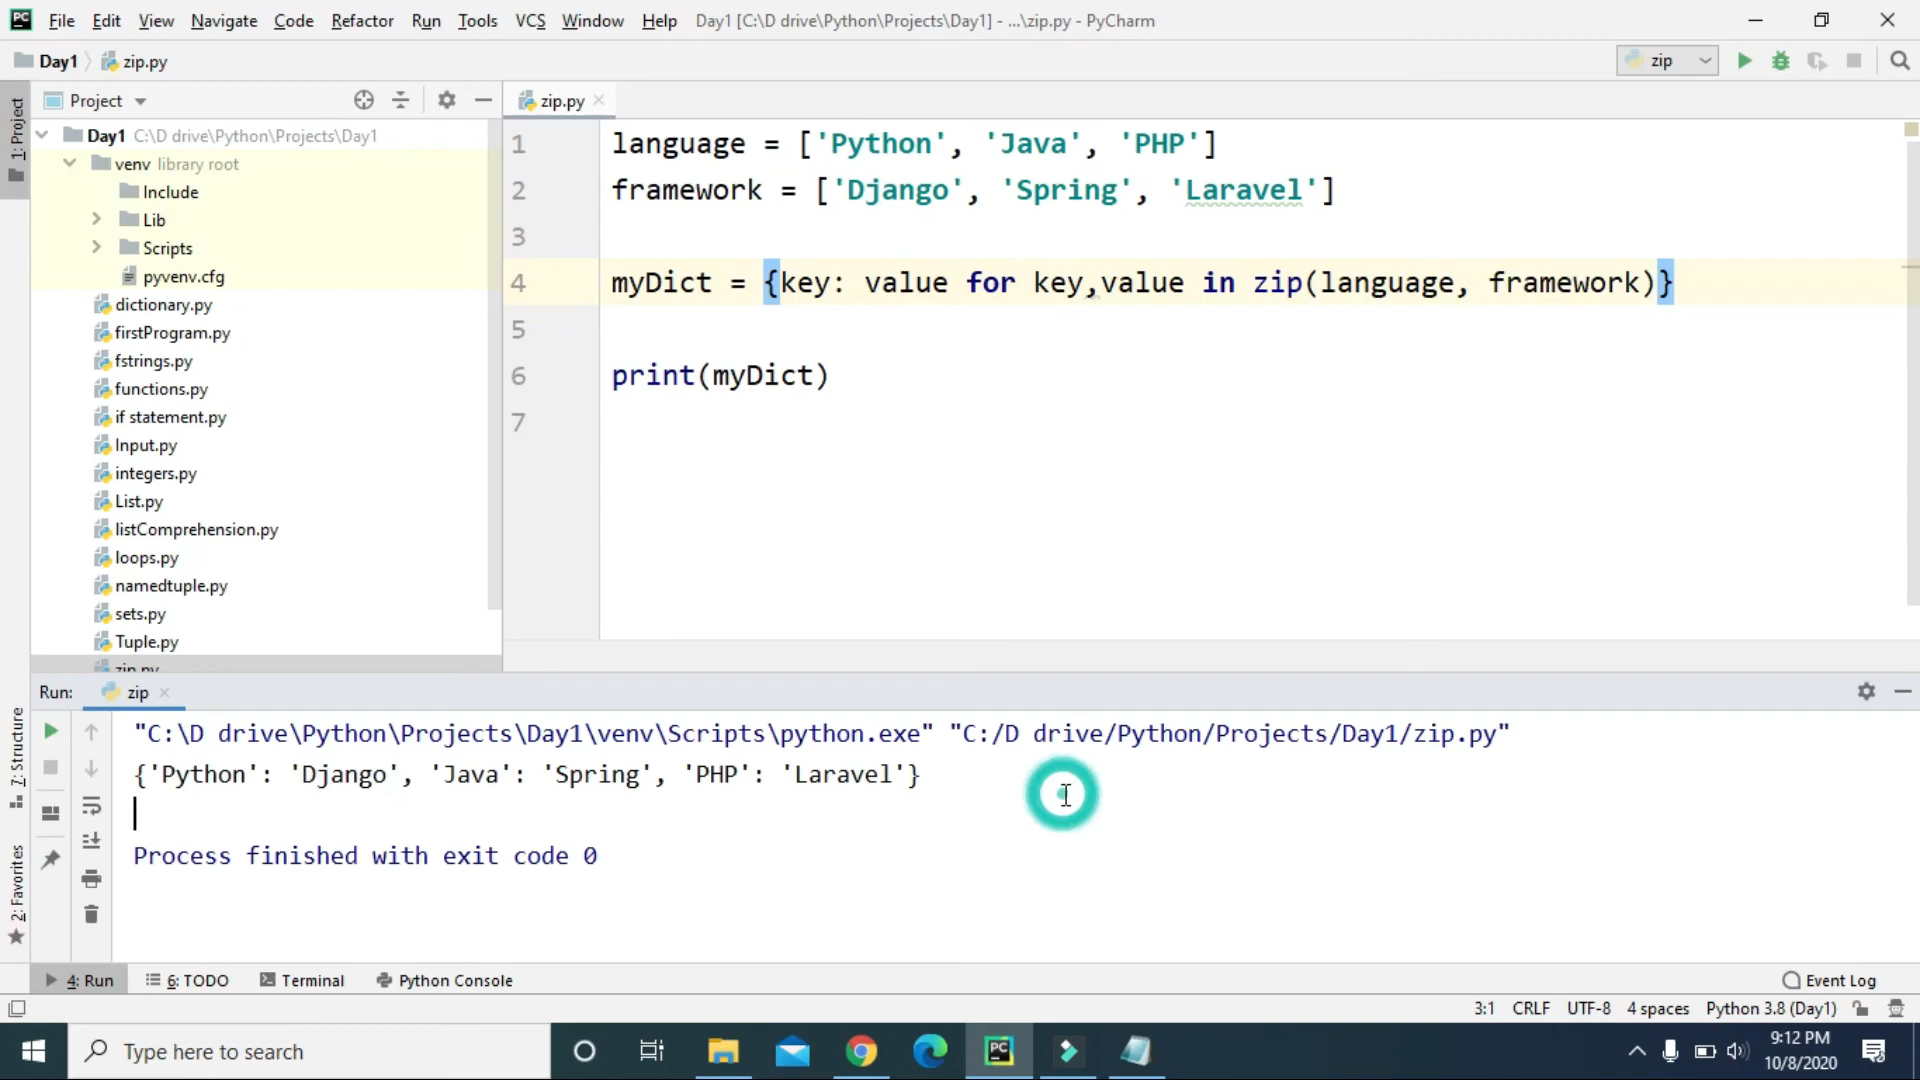 File Edit View Navigate Code Refactor Run Tools VCS Window Help Day1 [C:\D drive\Python\Projects\Day1] - ...\zip.py - PyCharm
Day1 zip.py
zip
Project
zip.py
1: Project
Day1 C:\D drive\Python\Projects\Day1
venv library root
Include
Lib
Scripts
pyvenv.cfg
dictionary.py
firstProgram.py
fstrings.py
functions.py
if statement.py
Input.py
integers.py
List.py
listComprehension.py
loops.py
namedtuple.py
sets.py
Tuple.py
zip.py
1 language = ['Python', 'Java', 'PHP']
2 framework = ['Django', 'Spring', 'Laravel']
3
4 myDict = {key: value for key,value in zip(language, framework)}
5
6 print(myDict)
7
Run: zip
"C:\D drive\Python\Projects\Day1\venv\Scripts\python.exe" "C:/D drive/Python/Projects/Day1/zip.py"
{'Python': 'Django', 'Java': 'Spring', 'PHP': 'Laravel'}
Process finished with exit code 0
7: Structure
2: Favorites
4: Run 6: TODO Terminal Python Console Event Log
3:1 CRLF UTF-8 4 spaces Python 3.8 (Day1)
Type here to search
PC
9:12 PM
10/8/2020